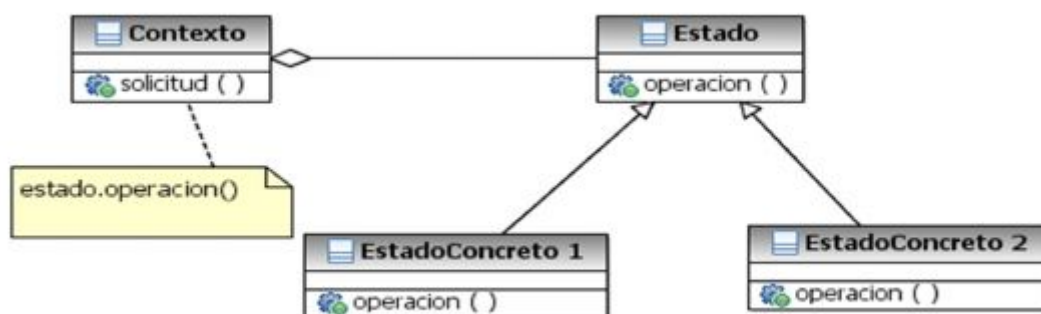 Contexto
solicitud ( )
Estado
operacion ( )
estado.operacion()
EstadoConcreto 1
operacion ( )
EstadoConcreto 2
operacion ( )